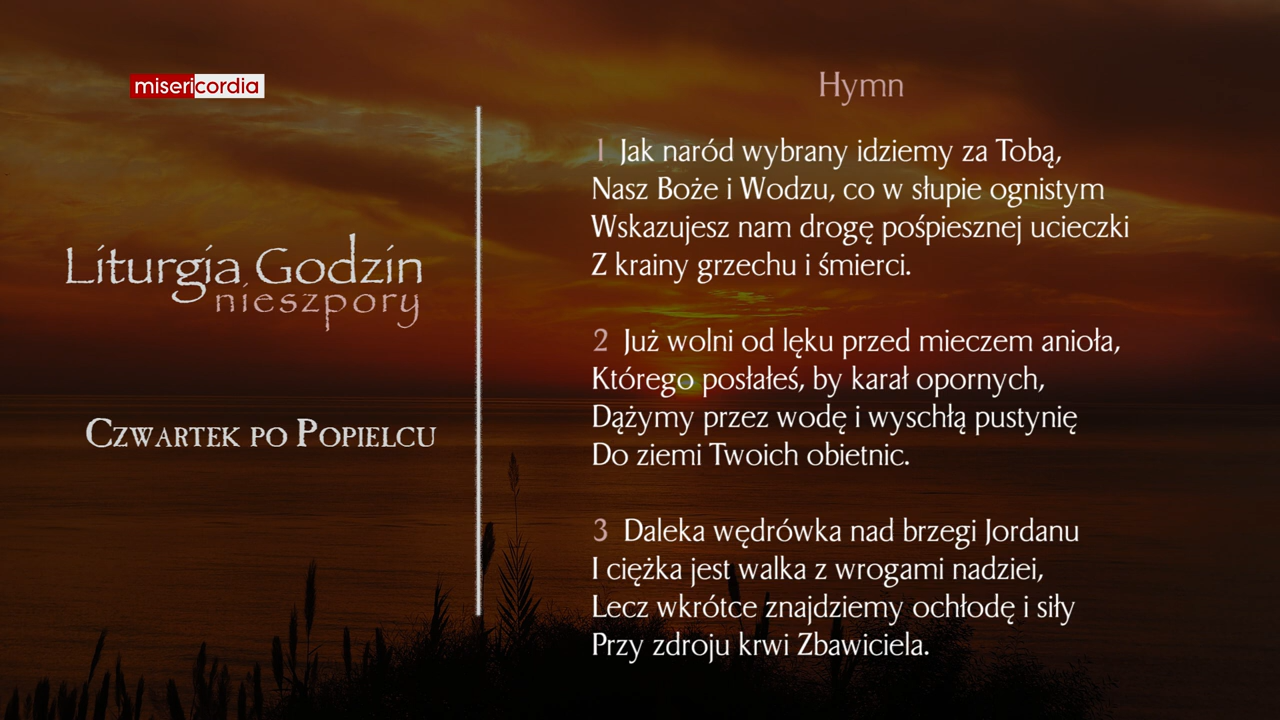 misericordia
Liturgia Godzin
nieszpory
Czwartek po Popielcu
Hymn
1 Jak naród wybrany idziemy za Tobą,
Nasz Boże i Wodzu, co w słupie ognistym
Wskazujesz nam drogę pośpiesznej ucieczki
Z krainy grzechu i śmierci.
2 Już wolni od lęku przed mieczem anioła,
Którego posłałeś, by karał opornych,
Dążymy przez wodę i wyschłą pustynię
Do ziemi Twoich obietnic.
3 Daleka wędrówka nad brzegi Jordanu
I ciężka jest walka z wrogami nadziei,
Lecz wkrótce znajdziemy ochłodę i siły
Przy zdroju krwi Zbawiciela.